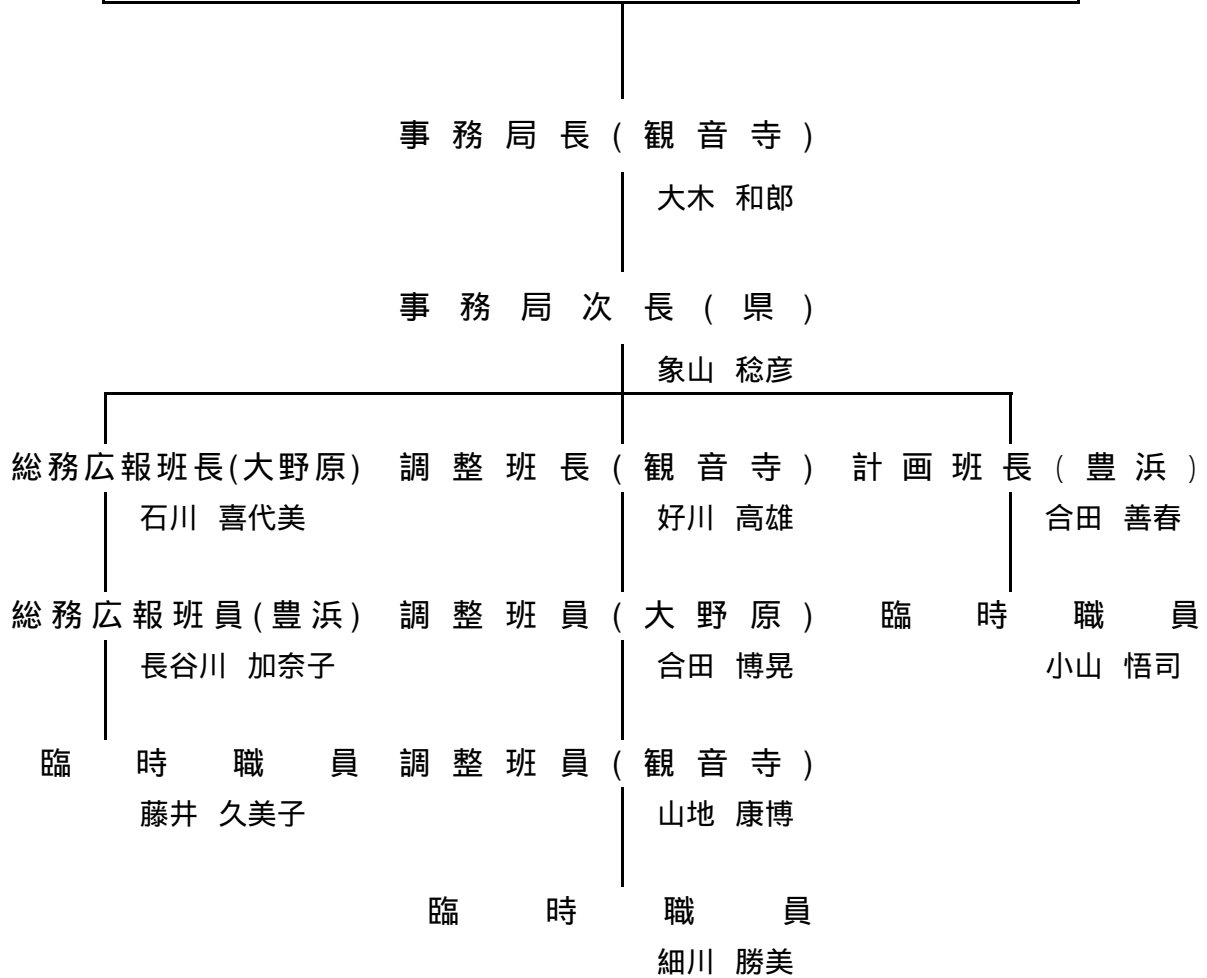 事務局長(観音寺)
大木 和郎
事務局次長(県)
象山 稔彦
総務広報班長(大野原) 調整班長(観音寺) 計画班長(豊浜)
石川 喜代美 好川 高雄 合田 善春
総務広報班員(豊浜) 調整班員(大野原) 臨時職員
長谷川 加奈子 合田 博晃 小山 悟司
臨時職員 調整班員(観音寺)
藤井 久美子 山地 康博
臨時職員
細川 勝美